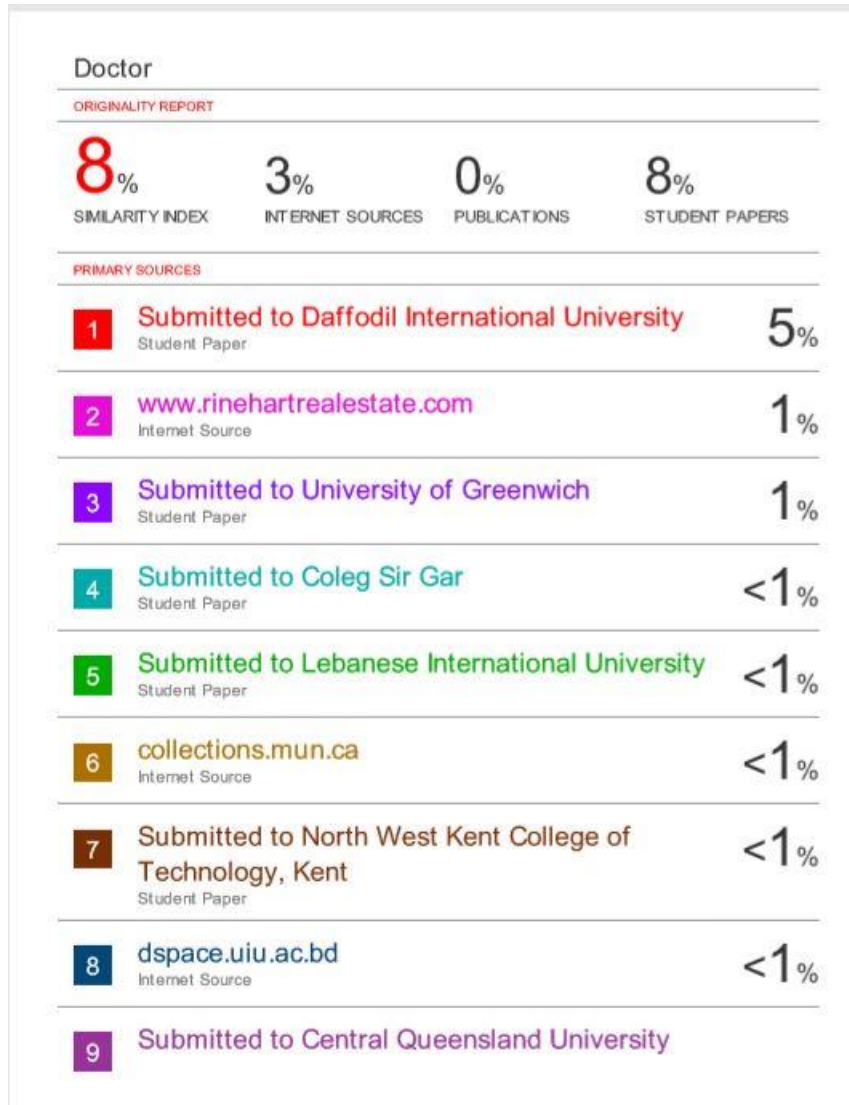 Doctor
ORIGINALITY REPORT
8% 3% 0% 8%
SIMILARITY INDEX INTERNET SOURCES PUBLICATIONS STUDENT PAPERS
PRIMARY SOURCES
1 Submitted to Daffodil International University 5%
Student Paper
2 www.rinehartrealestate.com 1%
Internet Source
3 Submitted to University of Greenwich 1%
Student Paper
4 Submitted to Coleg Sir Gar <1%
Student Paper
5 Submitted to Lebanese International University <1%
Student Paper
6 collections.mun.ca <1%
Internet Source
7 Submitted to North West Kent College of <1%
Technology, Kent
Student Paper
8 dspace.uiu.ac.bd <1%
Internet Source
9 Submitted to Central Queensland University